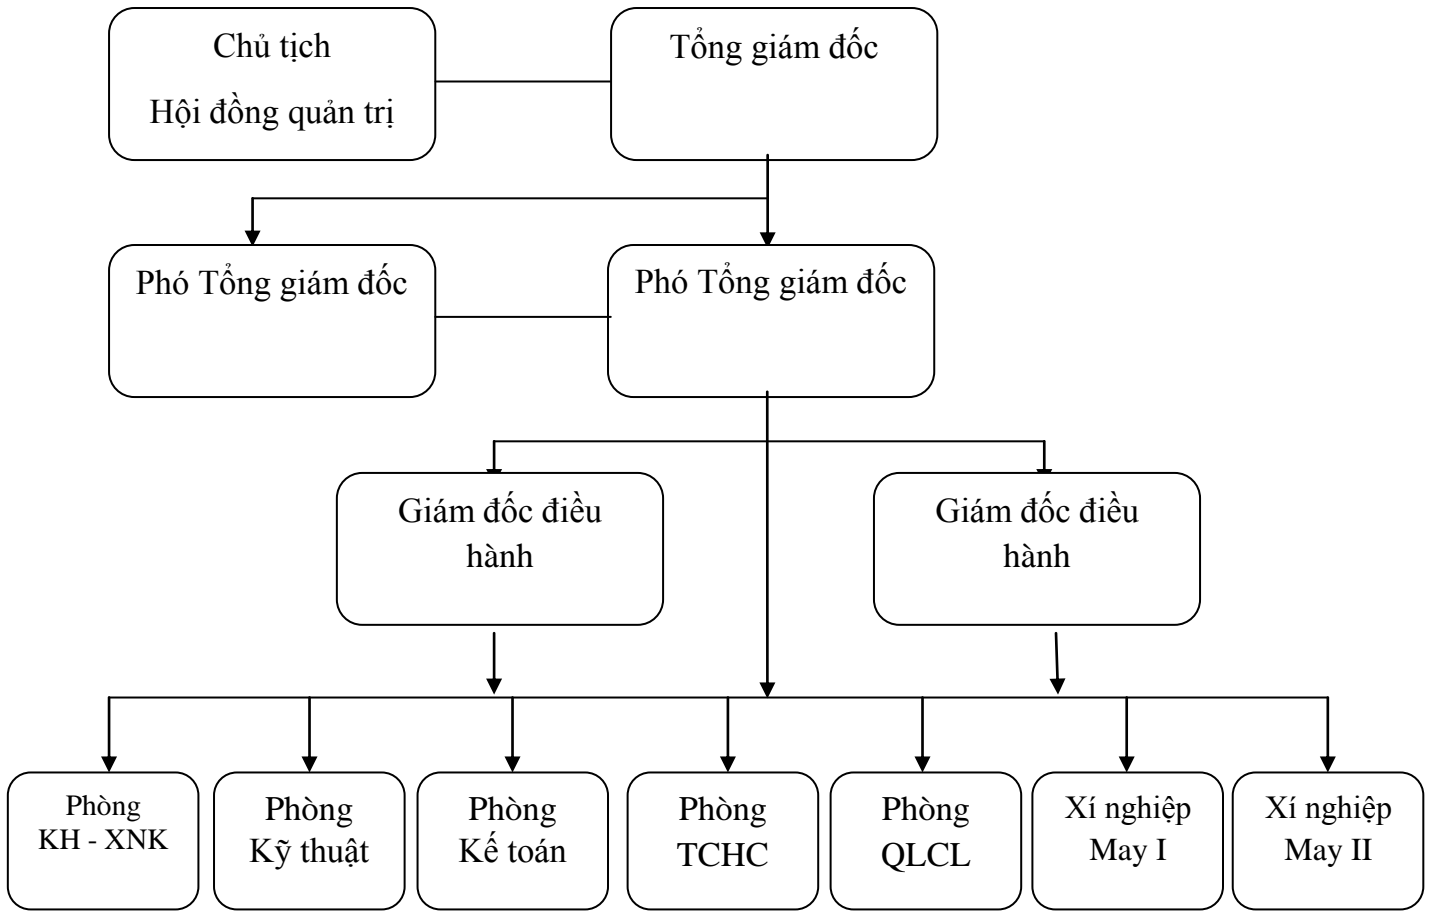 Chủ tịch
Hội đồng quản trị
Tổng giám đốc
Phó Tổng giám đốc
Phó Tổng giám đốc
Giám đốc điều
hành
Giám đốc điều
hành
Phòng
KH - XNK
Phòng
Kỹ thuật
Phòng
Kế toán
Phòng
TCHC
Phòng
QLCL
Xí nghiệp
May I
Xí nghiệp
May II